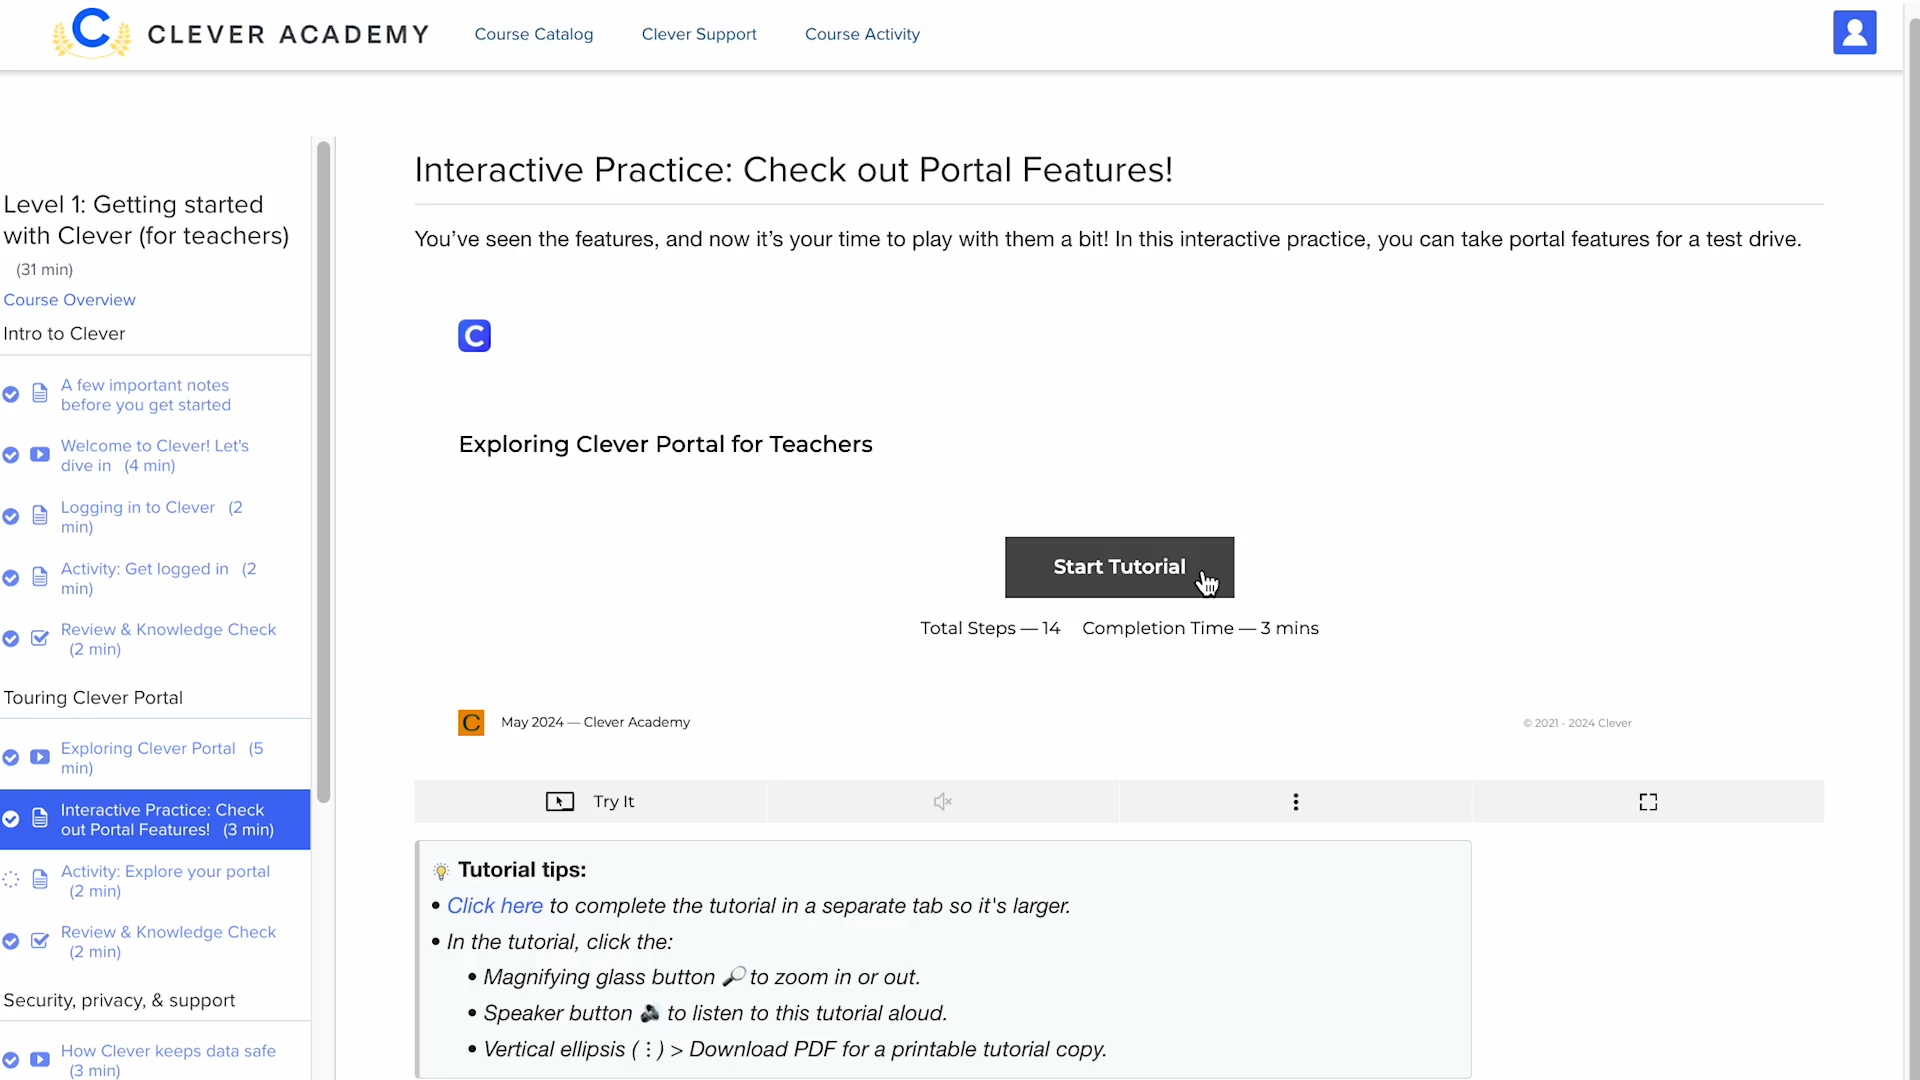 C CLEVER ACADEMY Course Catalog Clever Support Course Activity
Level 1: Getting started
with Clever (for teachers)
(31 min)
Course Overview
Intro to Clever
A few important notes
before you get started
Welcome to Clever! Let's
dive in (4 min)
Logging in to Clever (2
min)
Activity: Get logged in (2
min)
Review & Knowledge Check
(2 min)
Touring Clever Portal
Exploring Clever Portal (5
min)
Interactive Practice: Check
out Portal Features! (3 min)
Activity: Explore your portal
(2 min)
Review & Knowledge Check
(2 min)
Security, privacy, & support
How Clever keeps data safe
(3 min)
Interactive Practice: Check out Portal Features!
You've seen the features, and now it's your time to play with them a bit! In this interactive practice, you can take portal features for a test drive.
C
Exploring Clever Portal for Teachers
Start Tutorial
Total Steps — 14 Completion Time — 3 mins
C May 2024 — Clever Academy © 2021 - 2024 Clever
Try It
Tutorial tips:
• Click here to complete the tutorial in a separate tab so it's larger.
• In the tutorial, click the:
• Magnifying glass button 🔎 to zoom in or out.
• Speaker button 🔊 to listen to this tutorial aloud.
• Vertical ellipsis (⋮) > Download PDF for a printable tutorial copy.